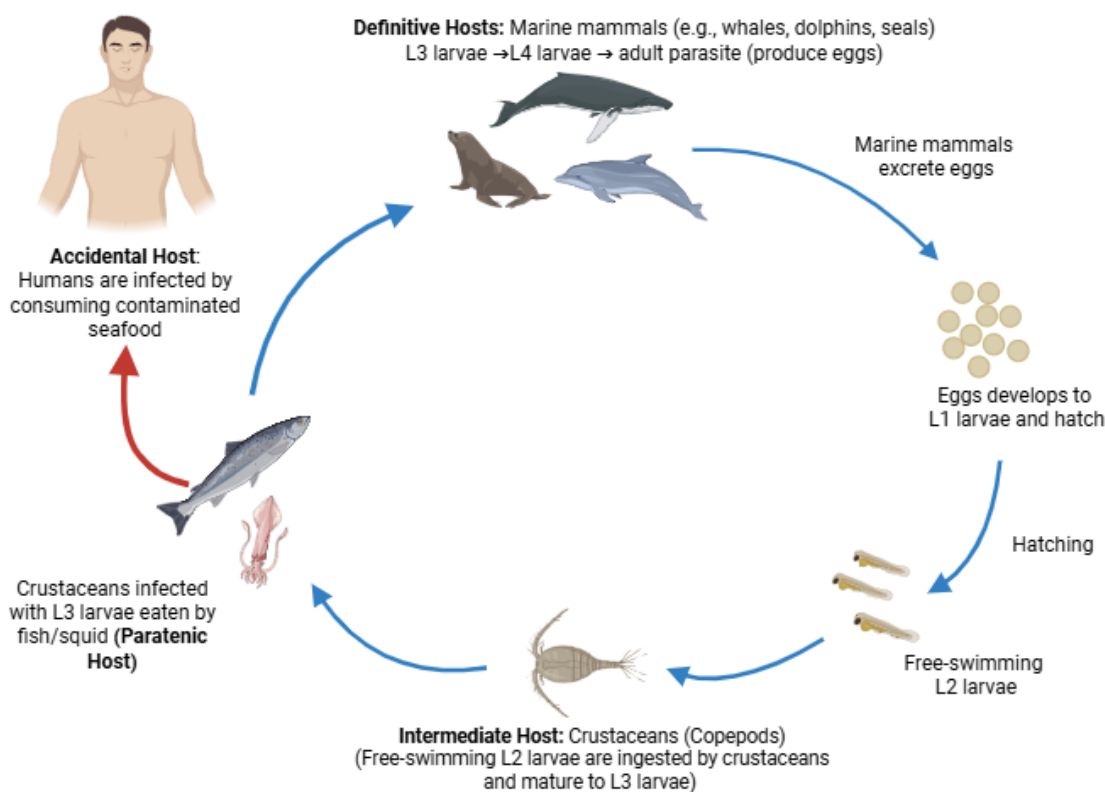 Definitive Hosts: Marine mammals (e.g., whales, dolphins, seals)
L3 larvae →L4 larvae → adult parasite (produce eggs)
Marine mammals
excrete eggs
Eggs develops to
L1 larvae and hatch
Hatching
Free-swimming
L2 larvae
Intermediate Host: Crustaceans (Copepods)
(Free-swimming L2 larvae are ingested by crustaceans
and mature to L3 larvae)
Crustaceans infected
with L3 larvae eaten by
fish/squid (Paratenic
Host)
Accidental Host:
Humans are infected by
consuming contaminated
seafood